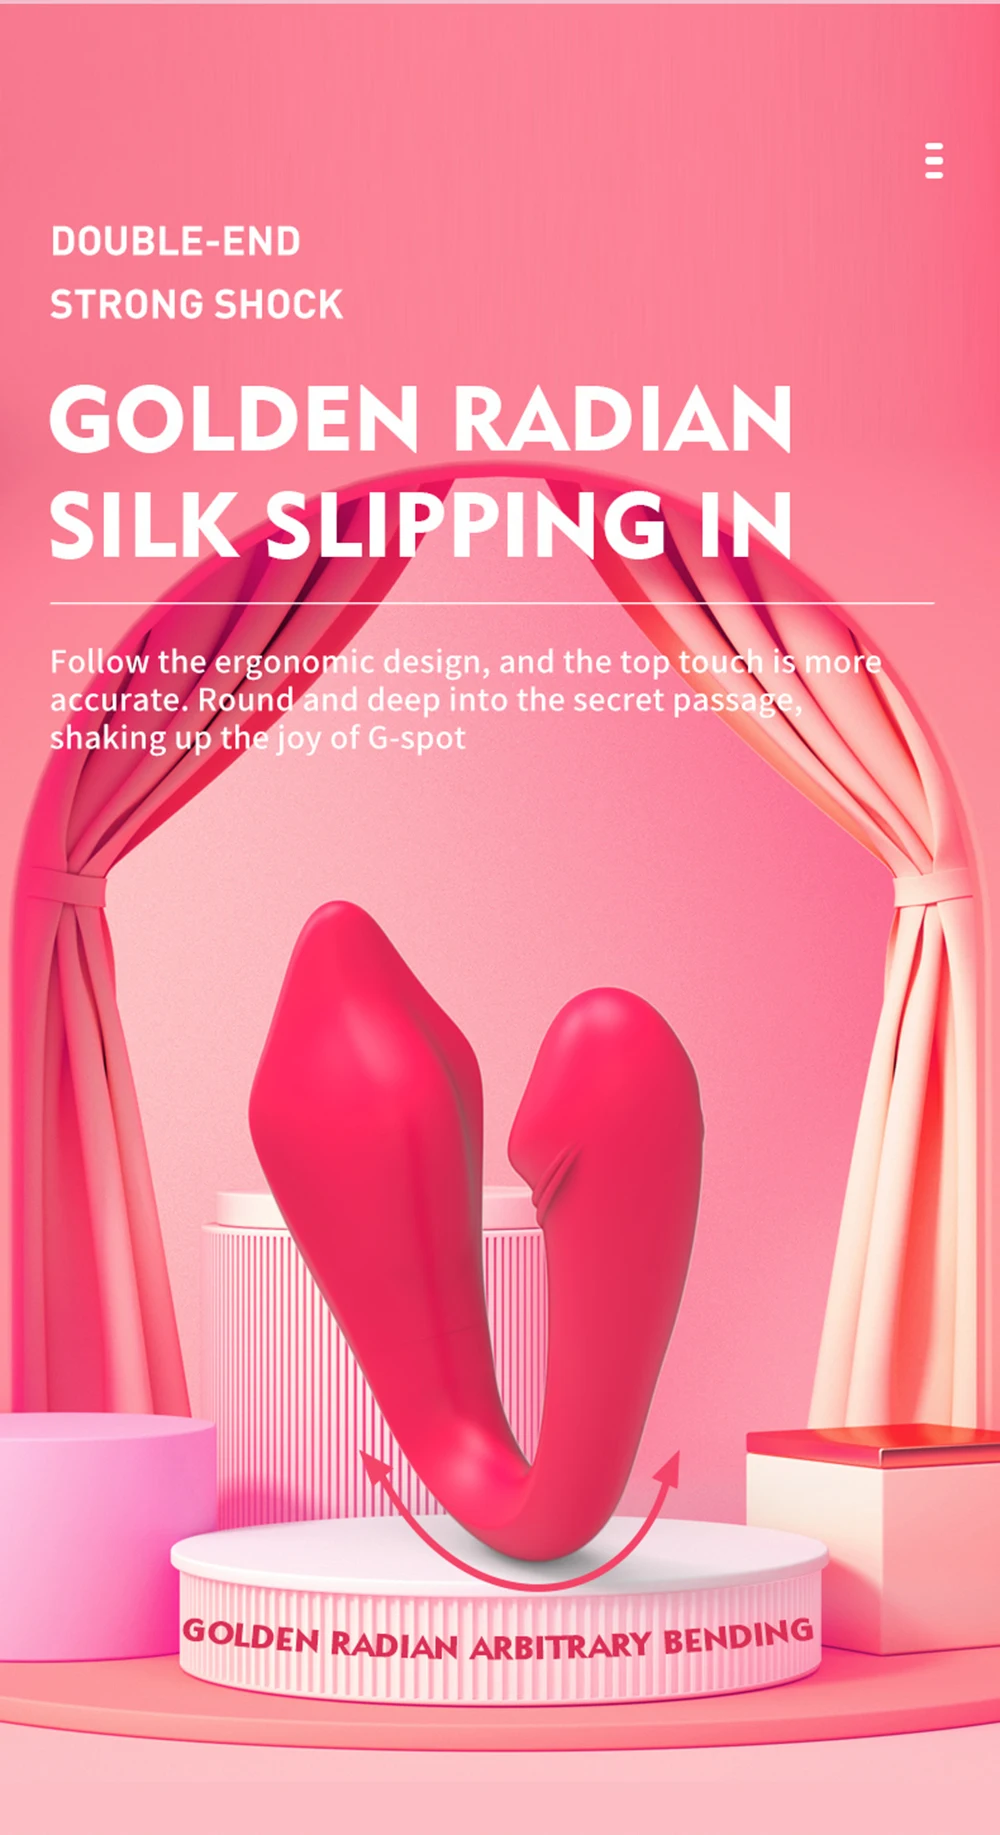 DOUBLE-END
STRONG SHOCK
GOLDEN RADIAN
SILK SLIPPING IN
Follow the ergonomic design, and the top touch is more
accurate. Round and deep into the secret passage,
shaking up the joy of G-spot
GOLDEN RADIAN ARBITRARY BENDING